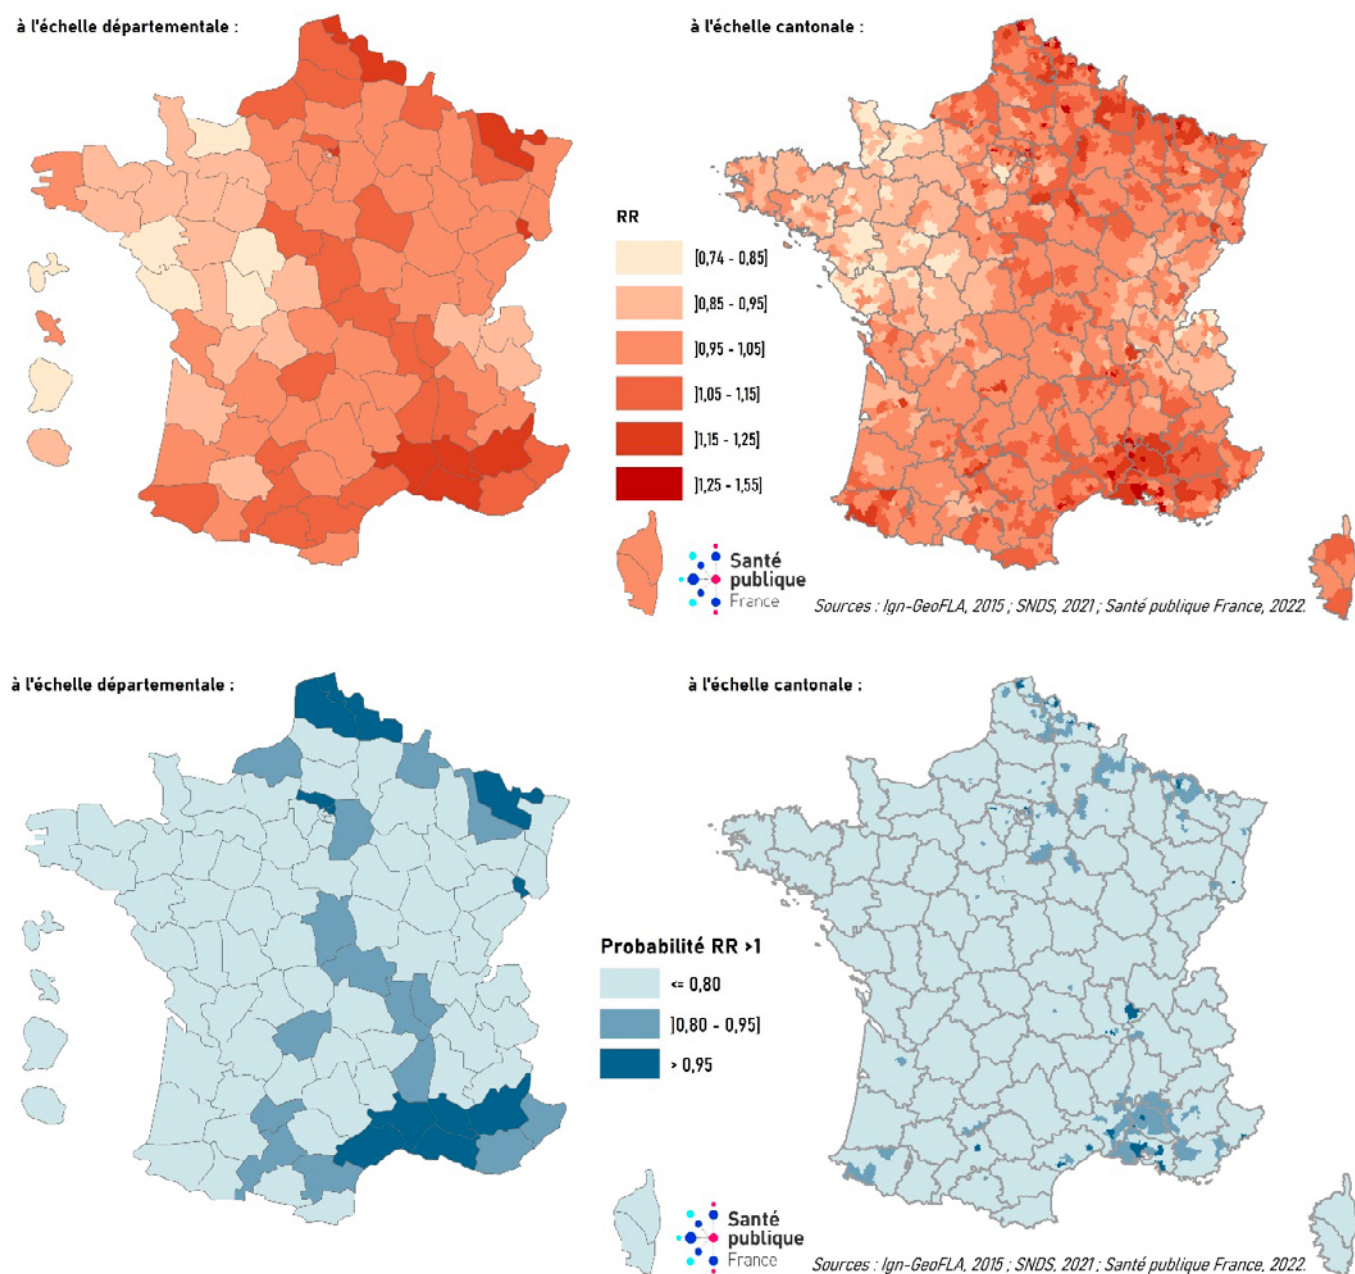 à l'échelle départementale :
à l'échelle cantonale :
RR
]0,74 - 0,85]
]0,85 - 0,95]
]0,95 - 1,05]
]1,05 - 1,15]
]1,15 - 1,25]
]1,25 - 1,55]
Santé
publique
France
Sources : Ign-GeoFLA, 2015 ; SNDS, 2021 ; Santé publique France, 2022.
à l'échelle départementale :
à l'échelle cantonale :
Probabilité RR >1
<= 0,80
]0,80 - 0,95]
> 0,95
Santé
publique
France
Sources : Ign-GeoFLA, 2015 ; SNDS, 2021 ; Santé publique France, 2022.